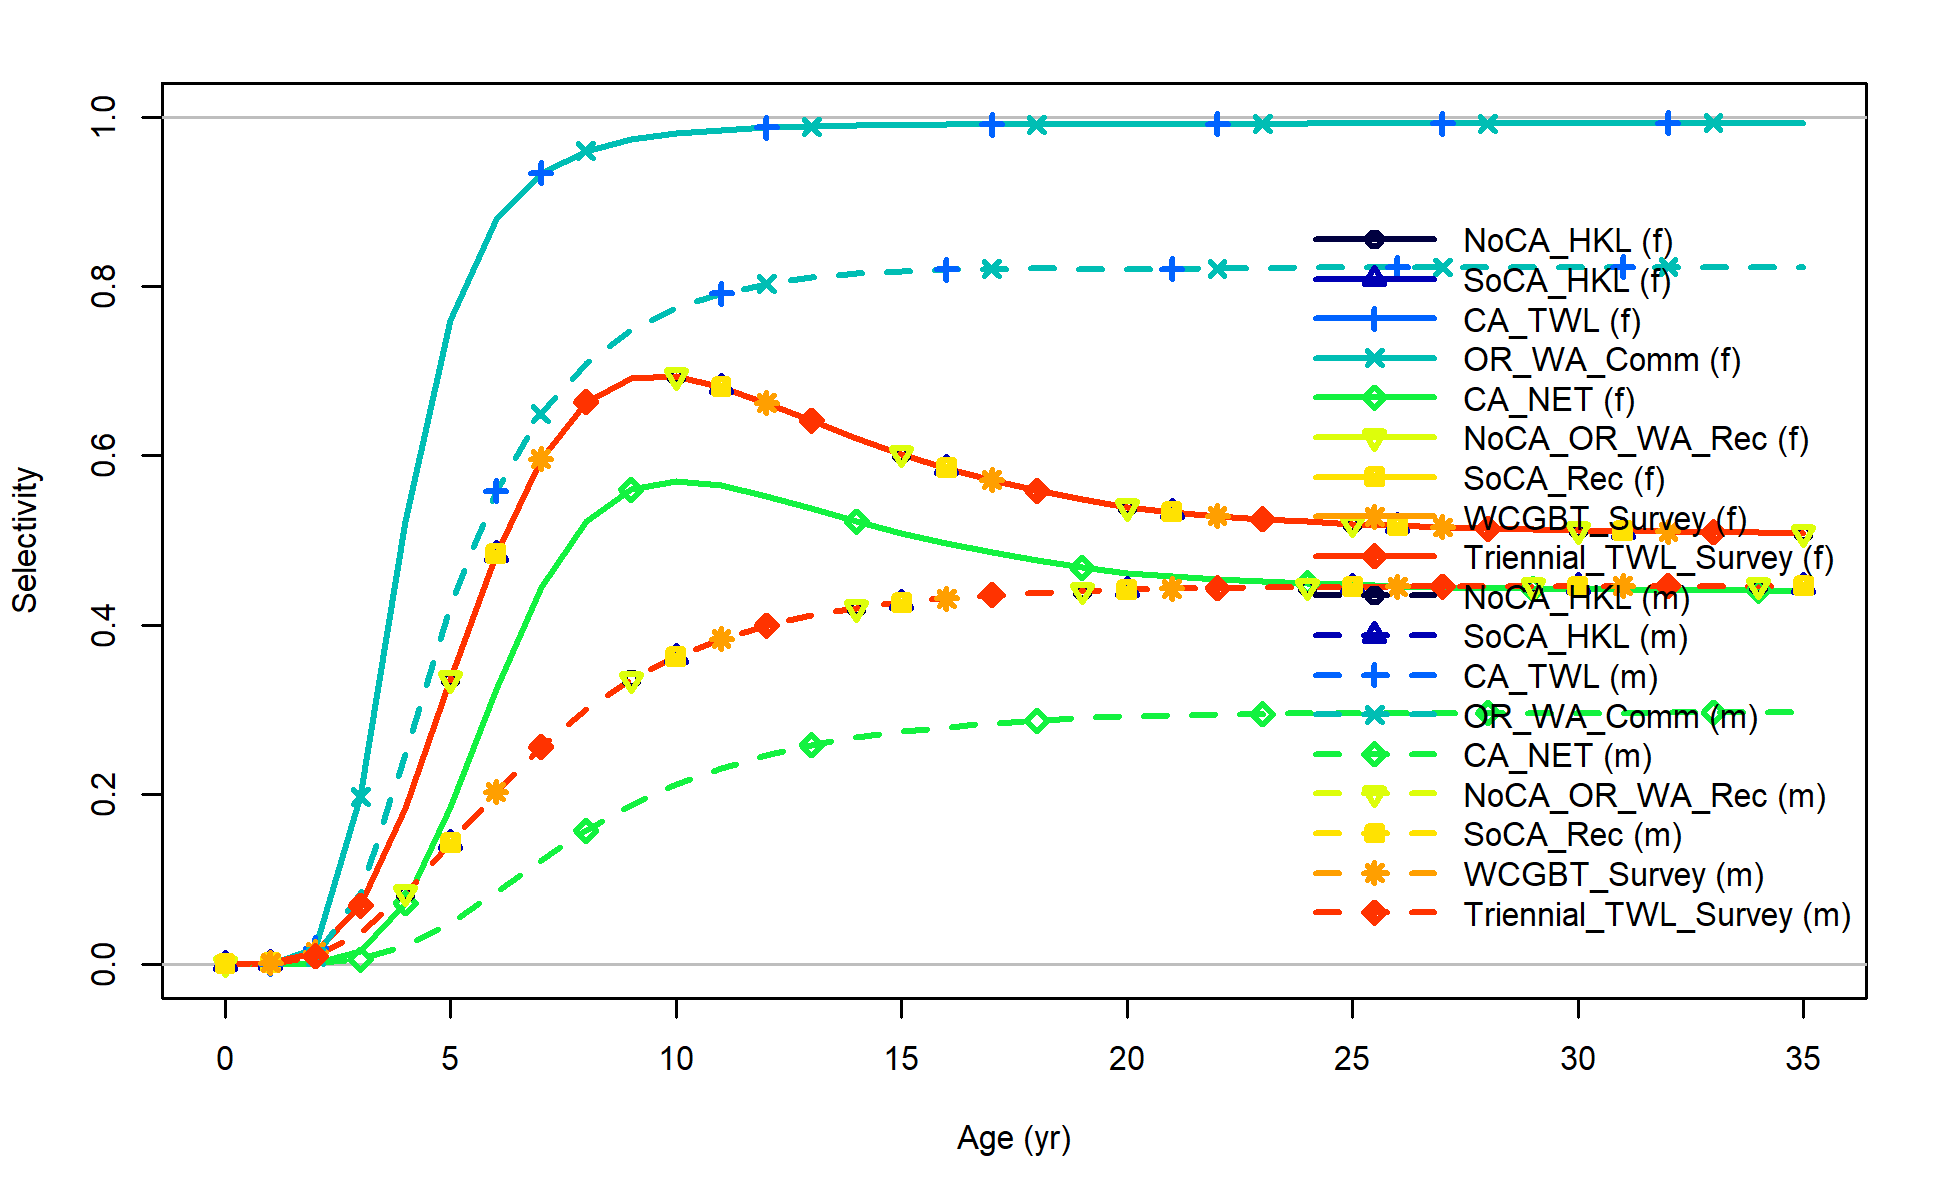 1.0
0.8
0.6
0.4
0.2
0.0
Selectivity
NoCA_HKL (f)
SoCA_HKL (f)
CA_TWL (f)
OR_WA_Comm (f)
CA_NET (f)
NoCA_OR_WA_Rec (f)
SoCA_Rec (f)
WCGBT_Survey (f)
Triennial_TWL_Survey (f)
NoCA_HKL (m)
SoCA_HKL (m)
CA_TWL (m)
OR_WA_Comm (m)
CA_NET (m)
NoCA_OR_WA_Rec (m)
SoCA_Rec (m)
WCGBT_Survey (m)
Triennial_TWL_Survey (m)
0 5 10 15 20 25 30 35
Age (yr)